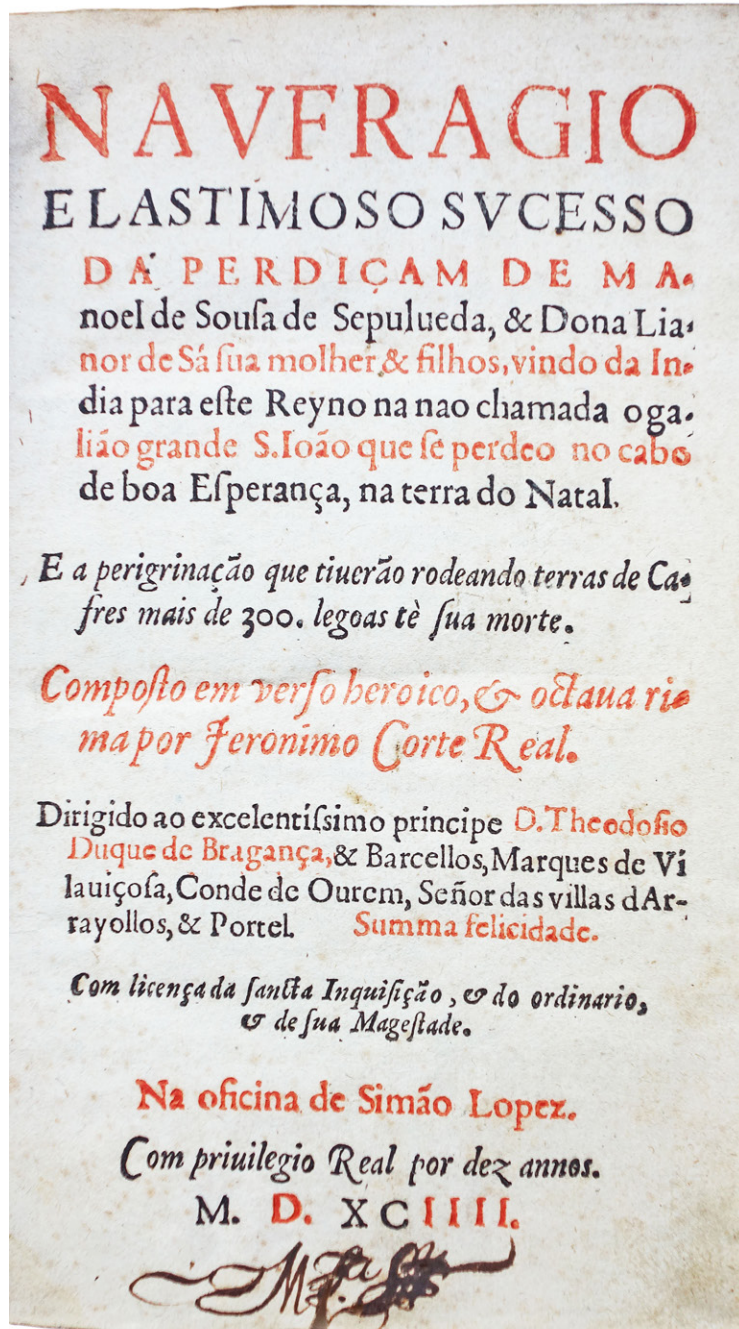 NAVFRAGIO
E LASTIMOSO SVCESSO
DA PERDIÇAM DE MA-
noel de Sousa de Sepulueda, & Dona Lia-
nor de Sá sua molher, & filhos, vindo da In-
dia para este Reyno na nao chamada o ga-
lião grande S. Ioão que se perdeo no cabo
de boa Esperança, na terra do Natal.
E a perigrinação que tiuerão rodeando terras de Ca-
fres mais de 300. legoas tè sua morte.
Composto em verso heroico, & octaua ri-
ma por Jeronimo Corte Real.
Dirigido ao excelentissimo principe D. Theodosio
Duque de Bragança, & Barcellos, Marques de Vi
lauiçosa, Conde de Ourem, Señor das villas dAr-
rayollos, & Portel. Summa felicidade.
Com licença da sancta Inquisição, & do ordinario,
& de sua Magestade.
Na oficina de Simão Lopez.
Com priuilegio Real por dez annos.
M. D. XCIIII.